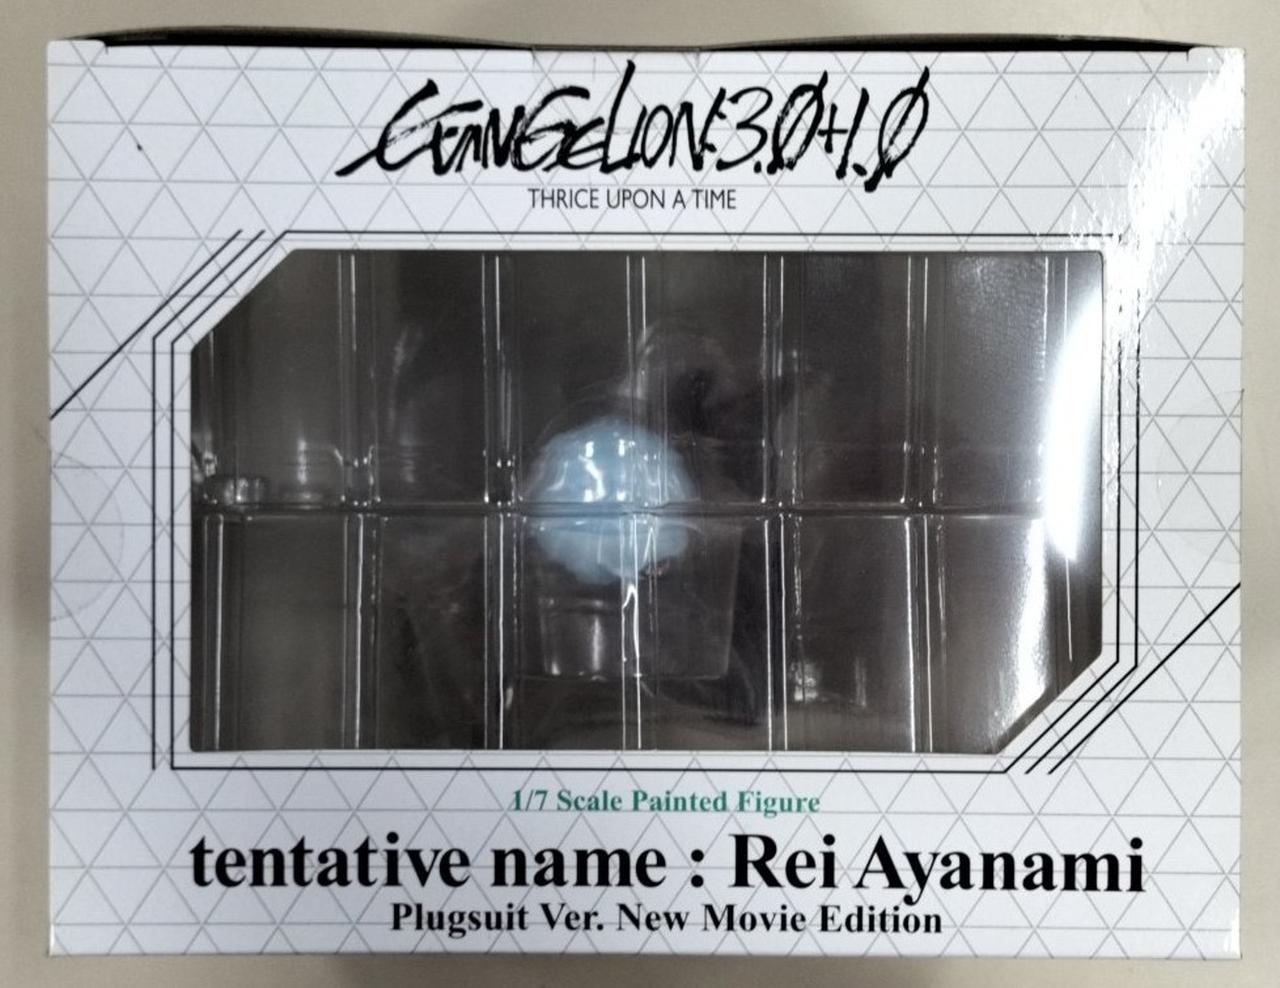 EVANGELION:3.0+1.0
THRICE UPON A TIME
1/7 Scale Painted Figure
tentative name : Rei Ayanami
Plugsuit Ver. New Movie Edition